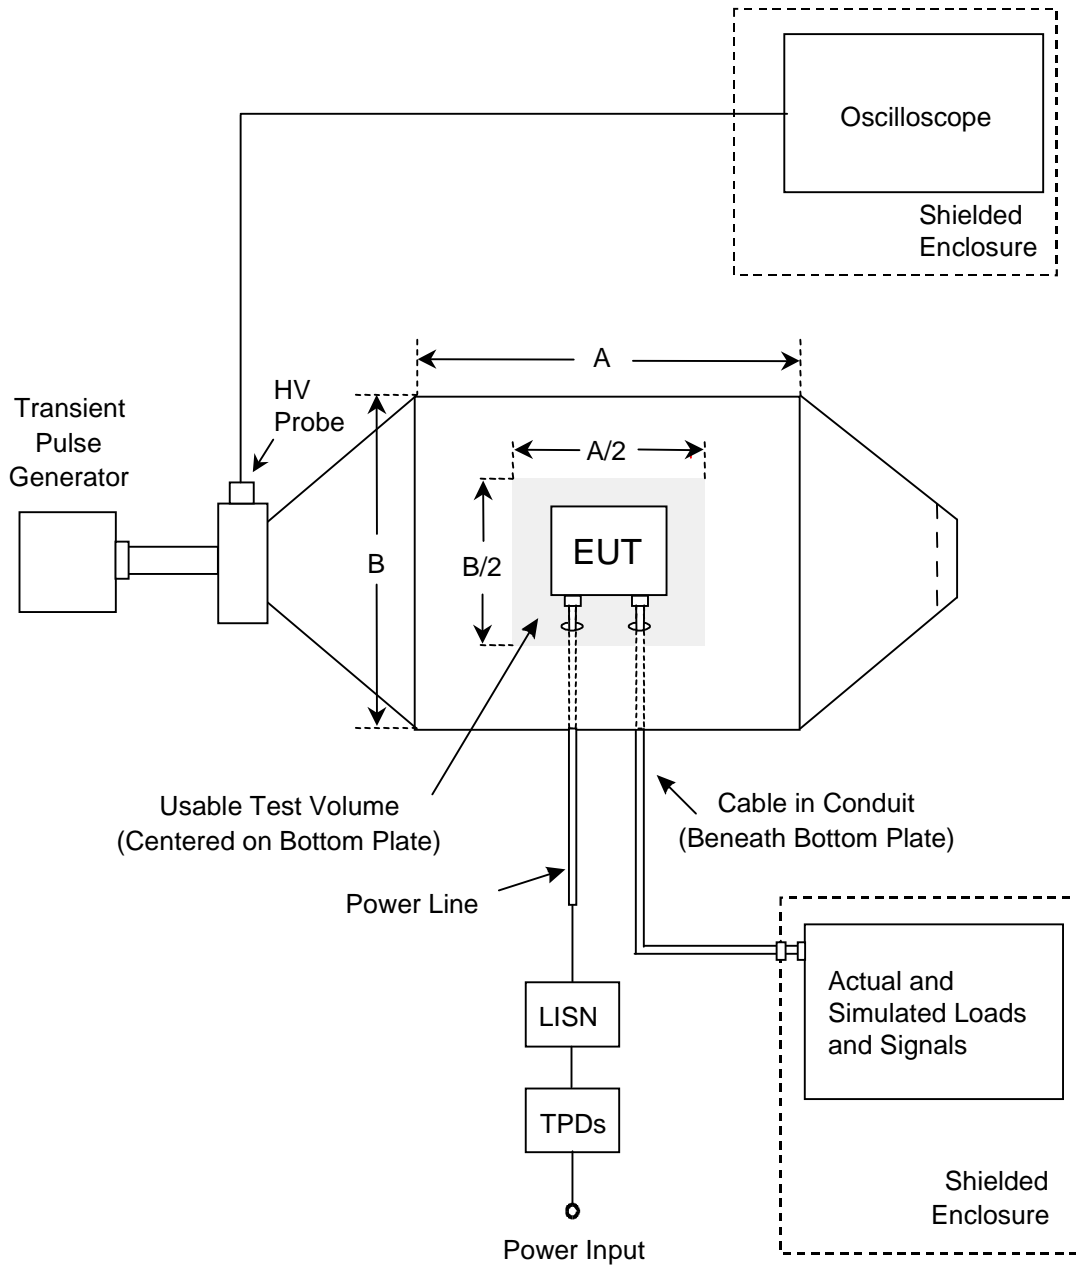 Oscilloscope
Shielded
Enclosure
A
HV
Probe
Transient
Pulse
Generator
A/2
B
B/2
EUT
Usable Test Volume
(Centered on Bottom Plate)
Cable in Conduit
(Beneath Bottom Plate)
Power Line
Actual and
Simulated Loads
and Signals
LISN
TPDs
Shielded
Enclosure
Power Input